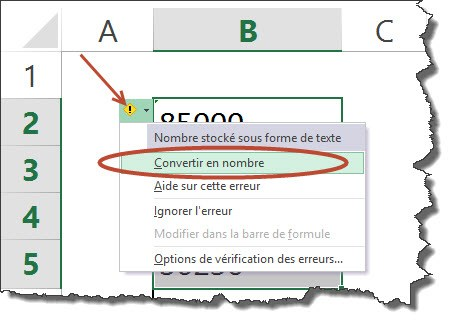 A B C
1
2
Nombre stocké sous forme de texte
3
Convertir en nombre
Aide sur cette erreur
4
Ignorer l'erreur
Modifier dans la barre de formule
5
Options de vérification des erreurs...